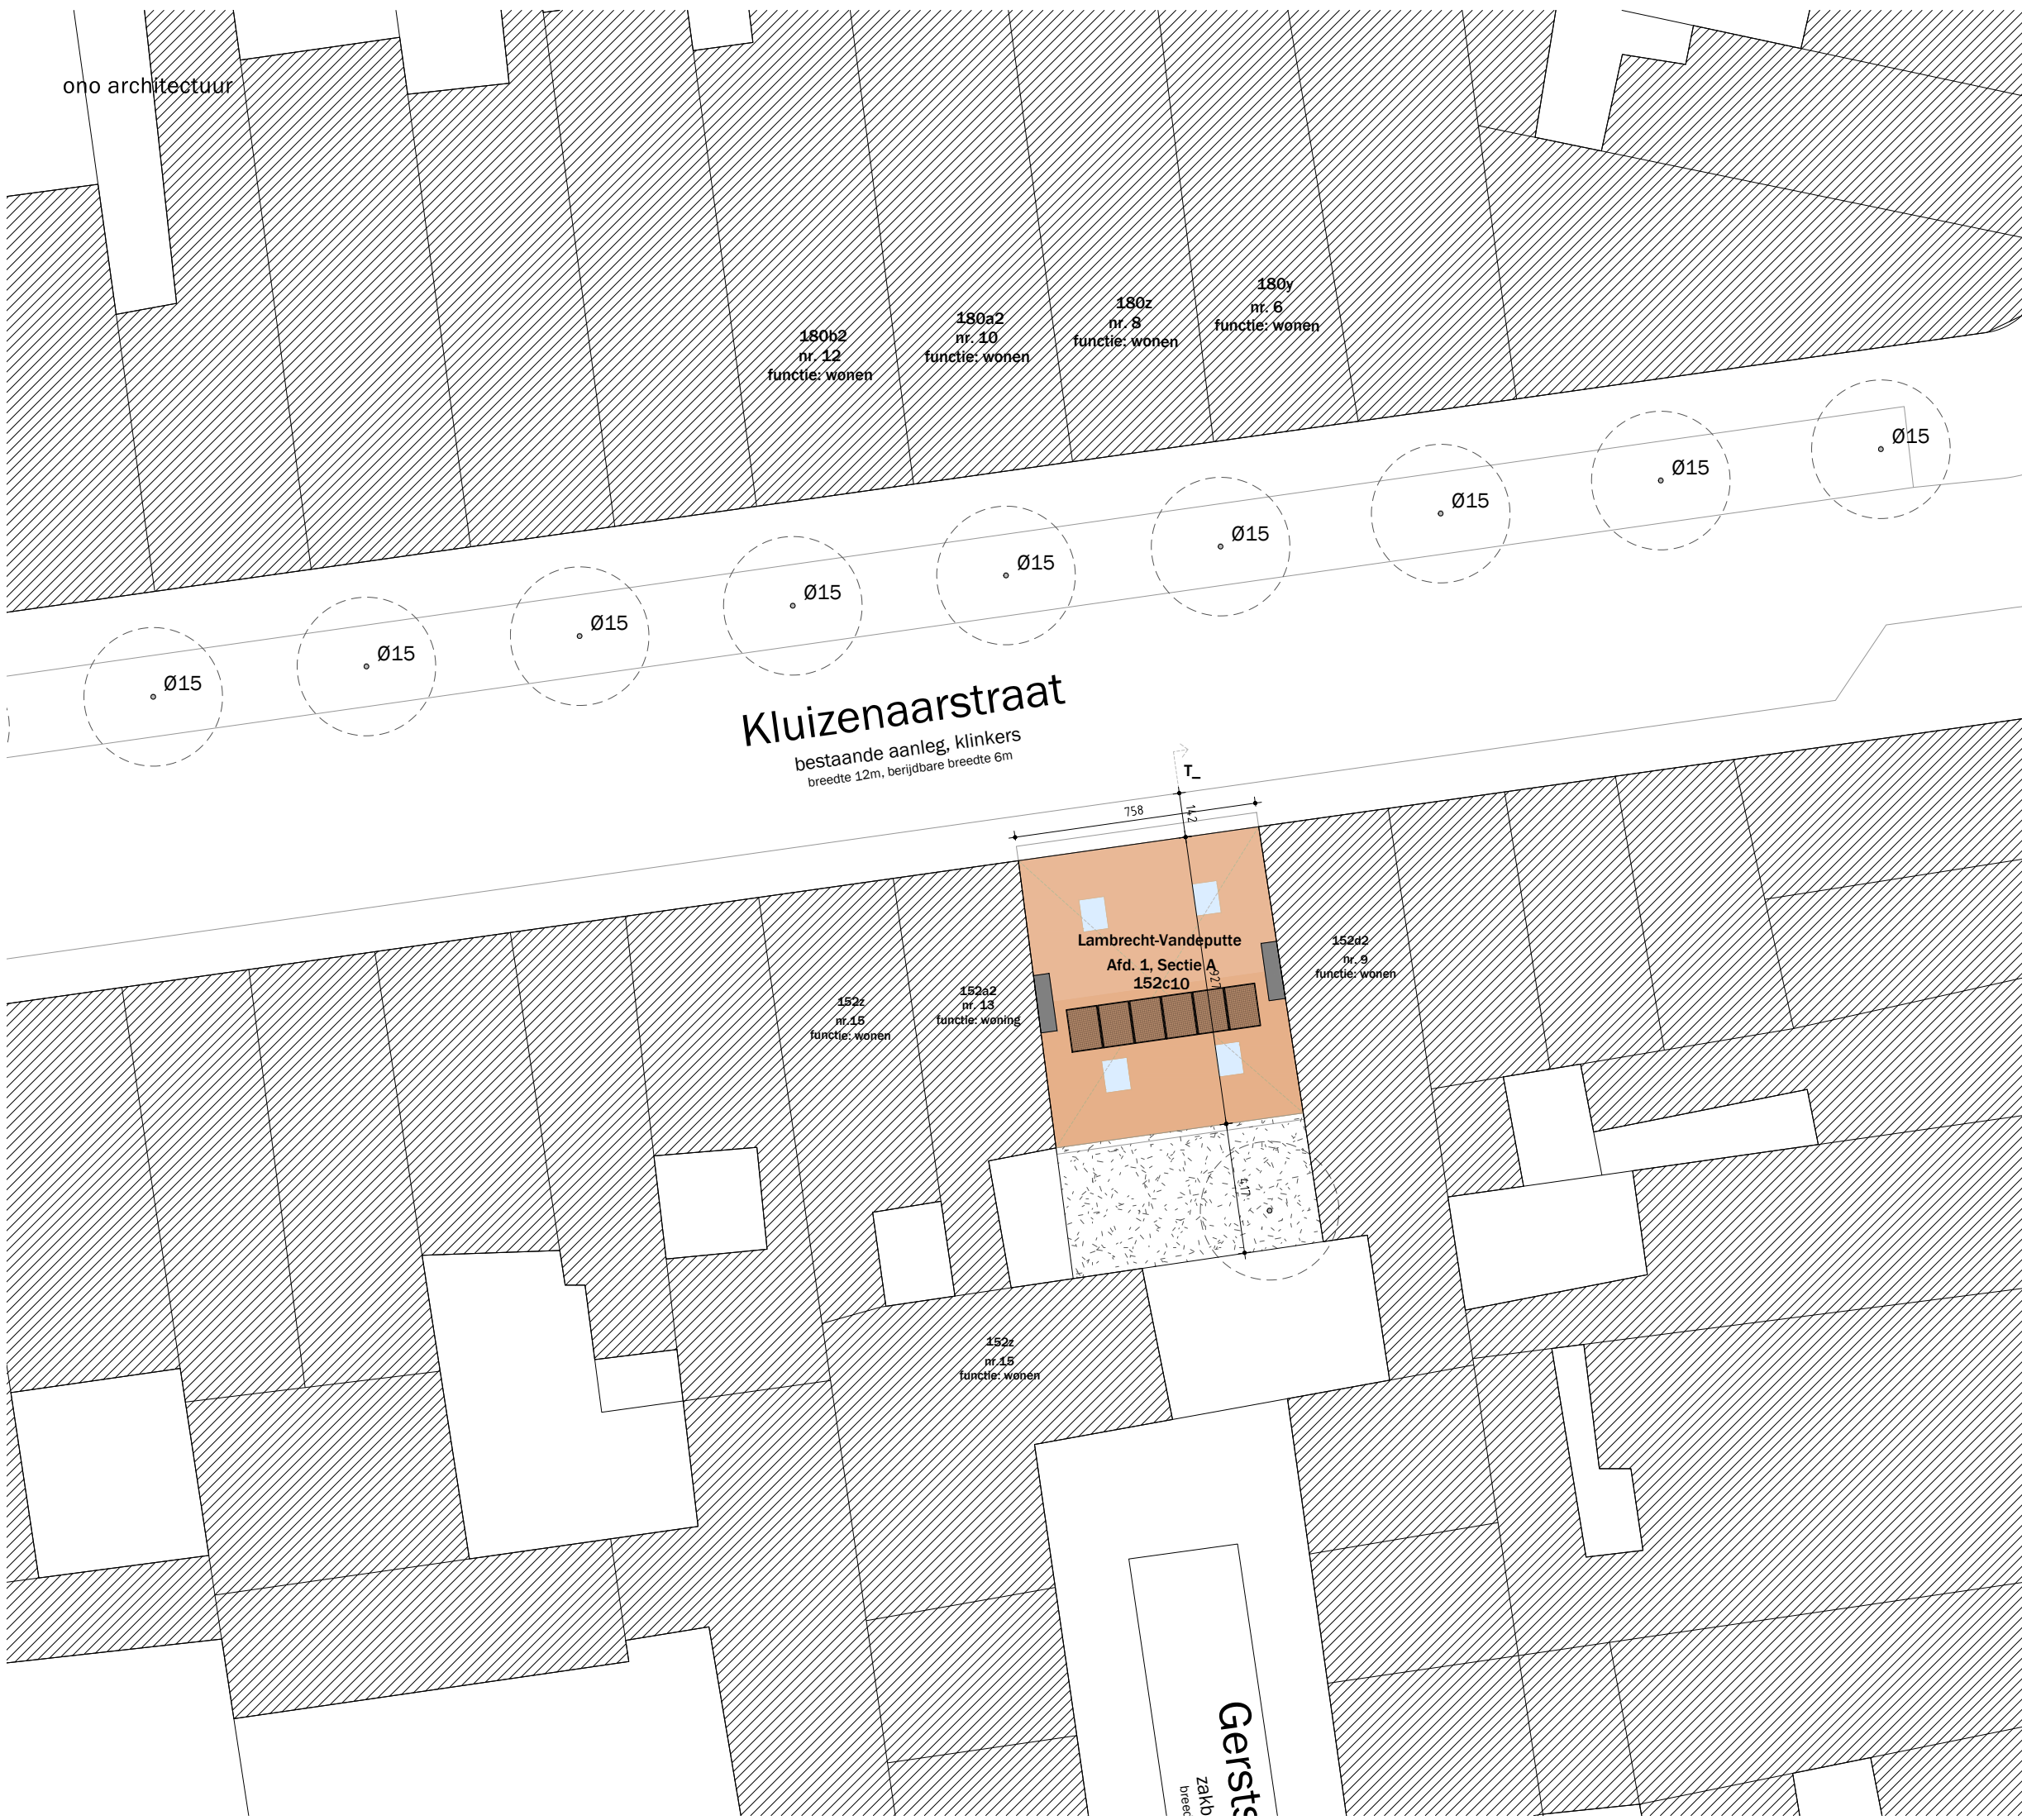 ono architectuur
180y
nr. 6
functie: wonen
180z
nr. 8
functie: wonen
180a2
nr. 10
functie: wonen
180b2
nr. 12
functie: wonen
Ø15
Ø15
Ø15
Ø15
Ø15
Ø15
Ø15
Ø15
Ø15
Kluizenaarstraat
bestaande aanleg, klinkers
breedte 12m, berijdbare breedte 6m
T_
758
Lambrecht-Vandeputte
Afd. 1, Sectie A
152c10
152d2
nr. 9
functie: wonen
152a2
nr. 13
functie: woning
152z
nr.15
functie: wonen
417
152z
nr.15
functie: wonen